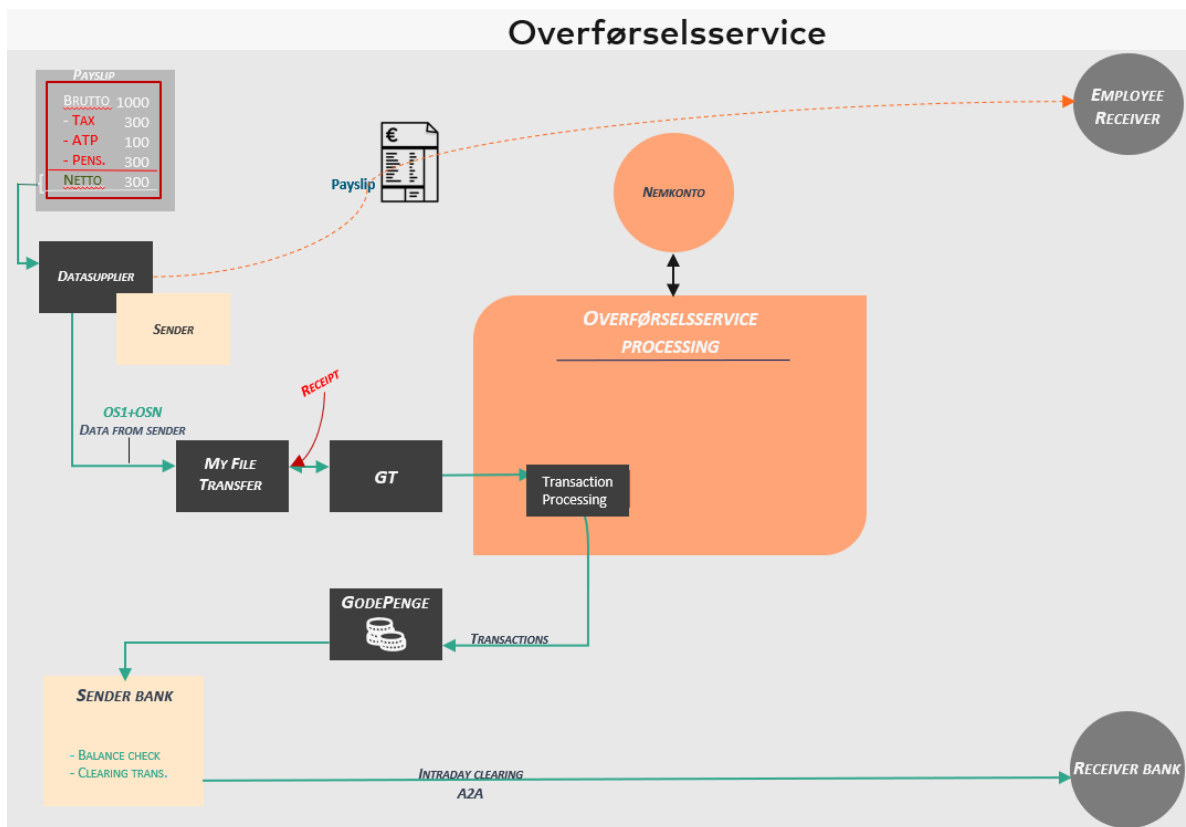 Overførselsservice
PAYSLIP
BRUTTO 1000
- TAX 300
- ATP 100
- PENS. 300
NETTO 300
EMPLOYEE
RECEIVER
€
Payslip
NEMKONTO
DATASUPPLIER
SENDER
OVERFØRSELSSERVICE
PROCESSING
RECEIPT
OS1+OSN
DATA FROM SENDER
MY FILE
TRANSFER
GT
Transaction
Processing
GODEPENGE
TRANSACTIONS
SENDER BANK
- BALANCE CHECK
- CLEARING TRANS.
INTRADAY CLEARING
A2A
RECEIVER BANK